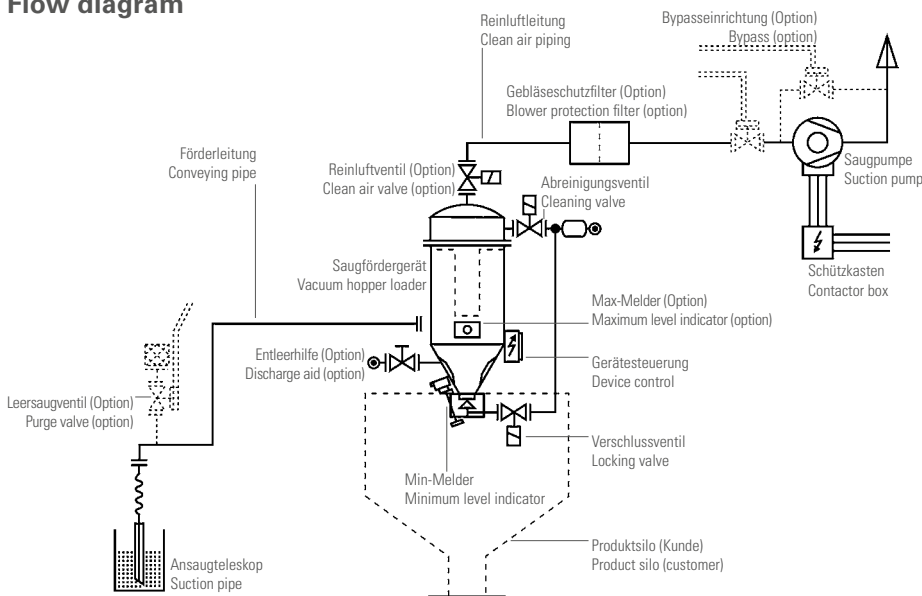 Flow diagram
Reinluftleitung
Clean air piping
Bypasseinrichtung (Option)
Bypass (option)
Gebläseschutzfilter (Option)
Blower protection filter (option)
Förderleitung
Conveying pipe
Reinluftventil (Option)
Clean air valve (option)
Abreinigungsventil
Cleaning valve
Saugpumpe
Suction pump
Saugfördergerät
Vacuum hopper loader
Schützkasten
Contactor box
Max-Melder (Option)
Maximum level indicator (option)
Entleerhilfe (Option)
Discharge aid (option)
Gerätesteuerung
Device control
Leersaugventil (Option)
Purge valve (option)
Verschlussventil
Locking valve
Min-Melder
Minimum level indicator
Produktsilo (Kunde)
Product silo (customer)
Ansaugteleskop
Suction pipe